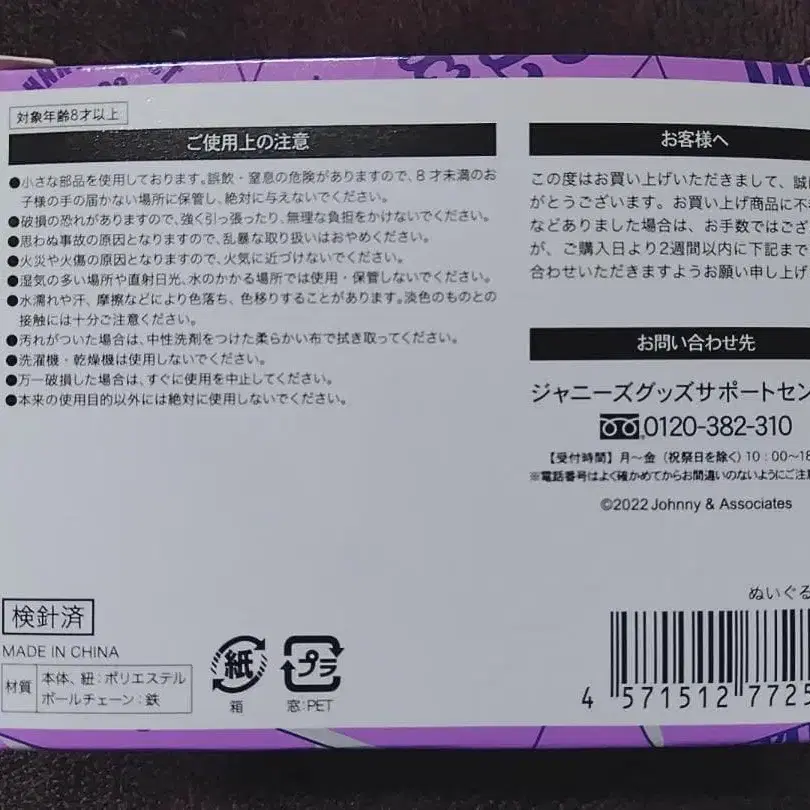 対象年齢8才以上
ご使用上の注意
●小さな部品を使用しております。誤飲・窒息の危険がありますので、8才未満のお
子様の手の届かない場所に保管し、絶対に与えないでください。
●破損の恐れがありますので、強く引っ張ったり、無理な負担をかけないでください。
●思わぬ事故の原因となりますので、乱暴な取り扱いはおやめください。
●火災や火傷の原因となりますので、火気に近づけないでください。
●湿気の多い場所や直射日光、水のかかる場所では使用・保管しないでください。
●水濡れや汗、摩擦などにより色落ち、色移りすることがあります。淡色のものとの
接触には十分ご注意ください。
●汚れがついた場合は、中性洗剤をつけた柔らかい布で拭き取ってください。
●洗濯機・乾燥機は使用しないでください。
●万一破損した場合は、すぐに使用を中止してください。
●本来の使用目的以外には絶対に使用しないでください。
お客様へ
この度はお買い上げいただきまして、誠に
がとうございます。お買い上げ商品に不
などありました場合は、お手数ではござ
が、ご購入日より2週間以内に下記まで
合わせいただきますようお願い申し上げ
お問い合わせ先
ジャニーズグッズサポートセン
0120-382-310
【受付時間】月〜金(祝祭日を除く)10:00〜18
※電話番号はよく確かめてからお間違いのないようにご注
©2022 Johnny & Associates
検針済
MADE IN CHINA
材質
本体、紐:ポリエステル
ボールチェーン:鉄
紙
箱
プラ
窓:PET
ぬいぐる
4 571512 7725